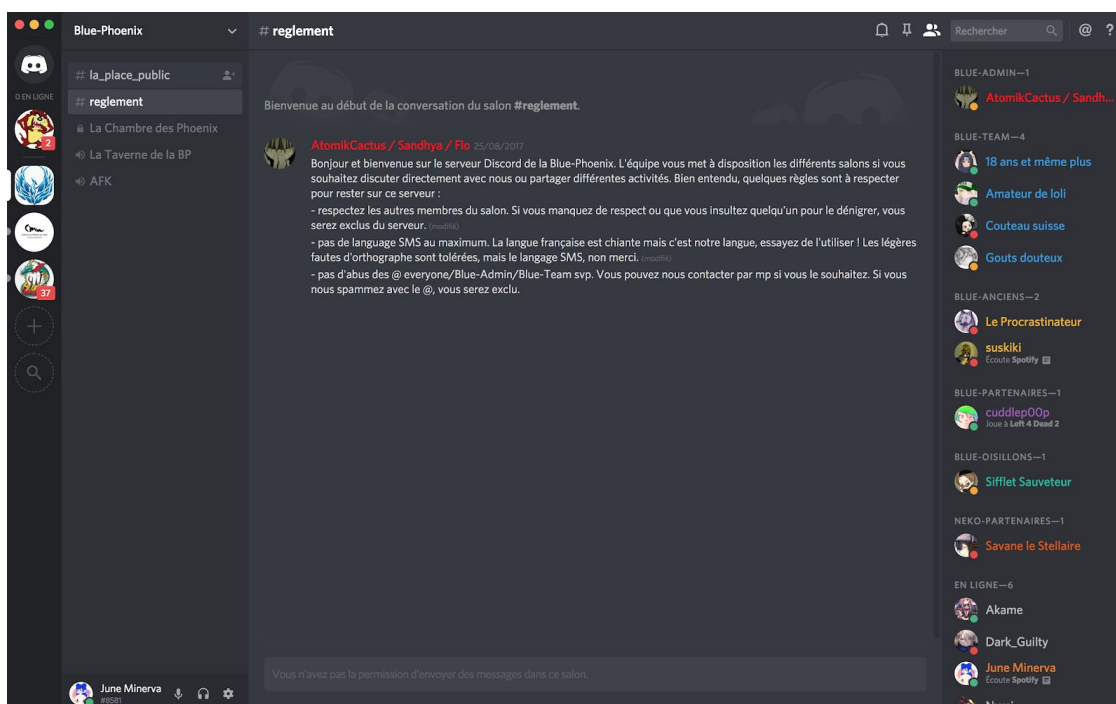 Blue-Phoenix
# reglement
Rechercher
@
?
0 EN LIGNE
2
37
# la_place_public
# reglement
La Chambre des Phoenix
La Taverne de la BP
AFK
Bienvenue au début de la conversation du salon #reglement.
AtomikCactus / Sandhya / Flo 25/08/2017
Bonjour et bienvenue sur le serveur Discord de la Blue-Phoenix. L'équipe vous met à disposition les différents salons si vous
souhaitez discuter directement avec nous ou partager différentes activités. Bien entendu, quelques règles sont à respecter
pour rester sur ce serveur :
- respectez les autres membres du salon. Si vous manquez de respect ou que vous insultez quelqu'un pour le dénigrer, vous
serez exclus du serveur. (modifié)
- pas de language SMS au maximum. La langue française est chiante mais c'est notre langue, essayez de l'utiliser ! Les légères
fautes d'orthographe sont tolérées, mais le langage SMS, non merci. (modifié)
- pas d'abus des @ everyone/Blue-Admin/Blue-Team svp. Vous pouvez nous contacter par mp si vous le souhaitez. Si vous
nous spammez avec le @, vous serez exclu.
Vous n'avez pas la permission d'envoyer des messages dans ce salon.
June Minerva
#8581
BLUE-ADMIN—1
AtomikCactus / Sandh...
BLUE-TEAM—4
18 ans et même plus
Amateur de loli
Couteau suisse
Gouts douteux
BLUE-ANCIENS—2
Le Procrastinateur
suskiki
Écoute Spotify
BLUE-PARTENAIRES—1
cuddlep00p
Joue à Left 4 Dead 2
BLUE-OISILLONS—1
Sifflet Sauveteur
NEKO-PARTENAIRES—1
Savane le Stellaire
EN LIGNE—6
Akame
Dark_Guilty
June Minerva
Écoute Spotify